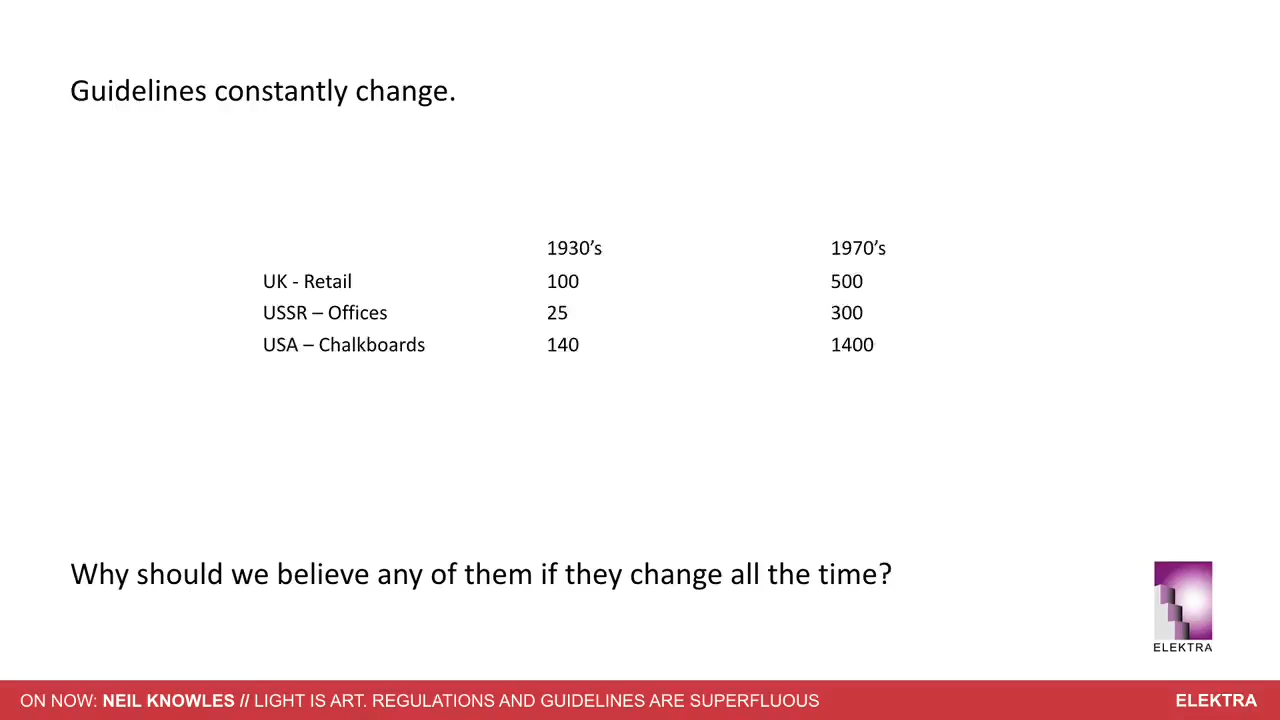 Guidelines constantly change.
1930’s 1970’s
UK - Retail 100 500
USSR – Offices 25 300
USA – Chalkboards 140 1400
Why should we believe any of them if they change all the time?
ELEKTRA
ON NOW: NEIL KNOWLES // LIGHT IS ART. REGULATIONS AND GUIDELINES ARE SUPERFLUOUS ELEKTRA